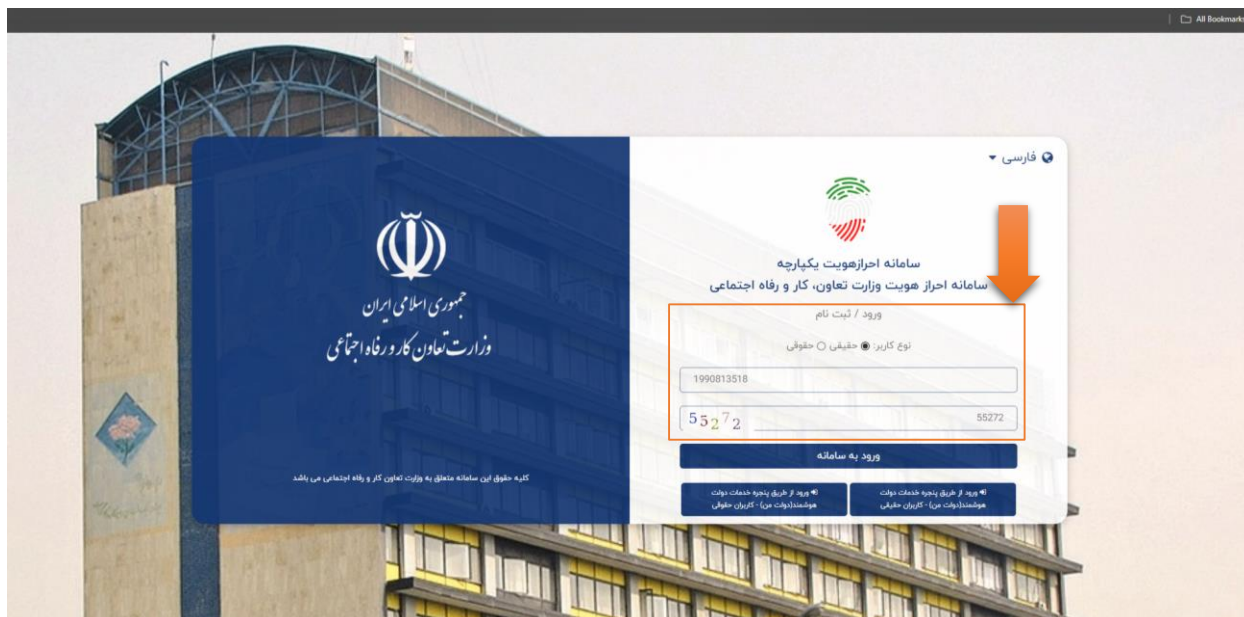 All Bookmarks
فارسی
سامانه احرازهویت یکپارچه
سامانه احراز هویت وزارت تعاون، کار و رفاه اجتماعی
ورود / ثبت نام
نوع کاربر: حقیقی حقوقی
1990813518
55272
55272
ورود به سامانه
ورود از طریق پنجره خدمات دولت
هوشمند(دولت من) - کاربران حقیقی
ورود از طریق پنجره خدمات دولت
هوشمند(دولت من) - کاربران حقوقی
جمهوری اسلامی ایران
وزارت تعاون کار و رفاه اجتماعی
کلیه حقوق این سامانه متعلق به وزارت تعاون کار و رفاه اجتماعی می باشد